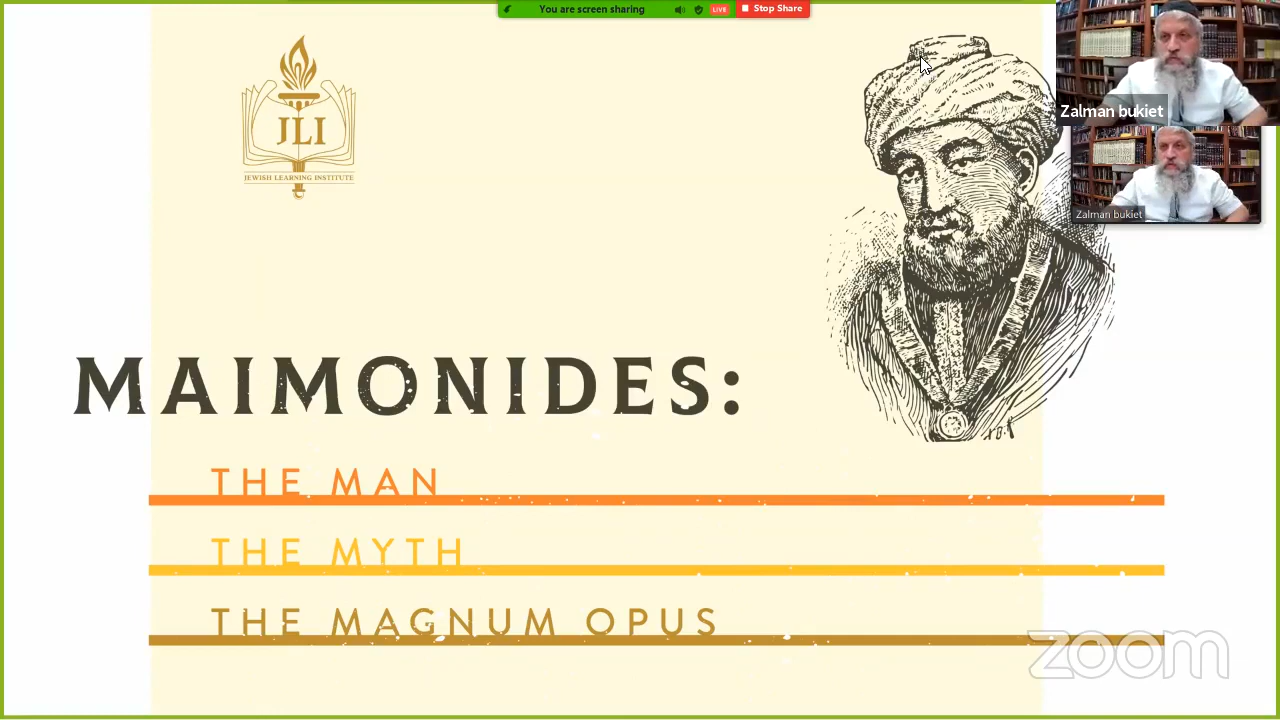 You are screen sharing
LIVE
Stop Share
JLI
JEWISH LEARNING INSTITUTE
Zalman bukiet
Zalman bukiet
MAIMONIDES:
THE MAN
THE MYTH
THE MAGNUM OPUS
zoom